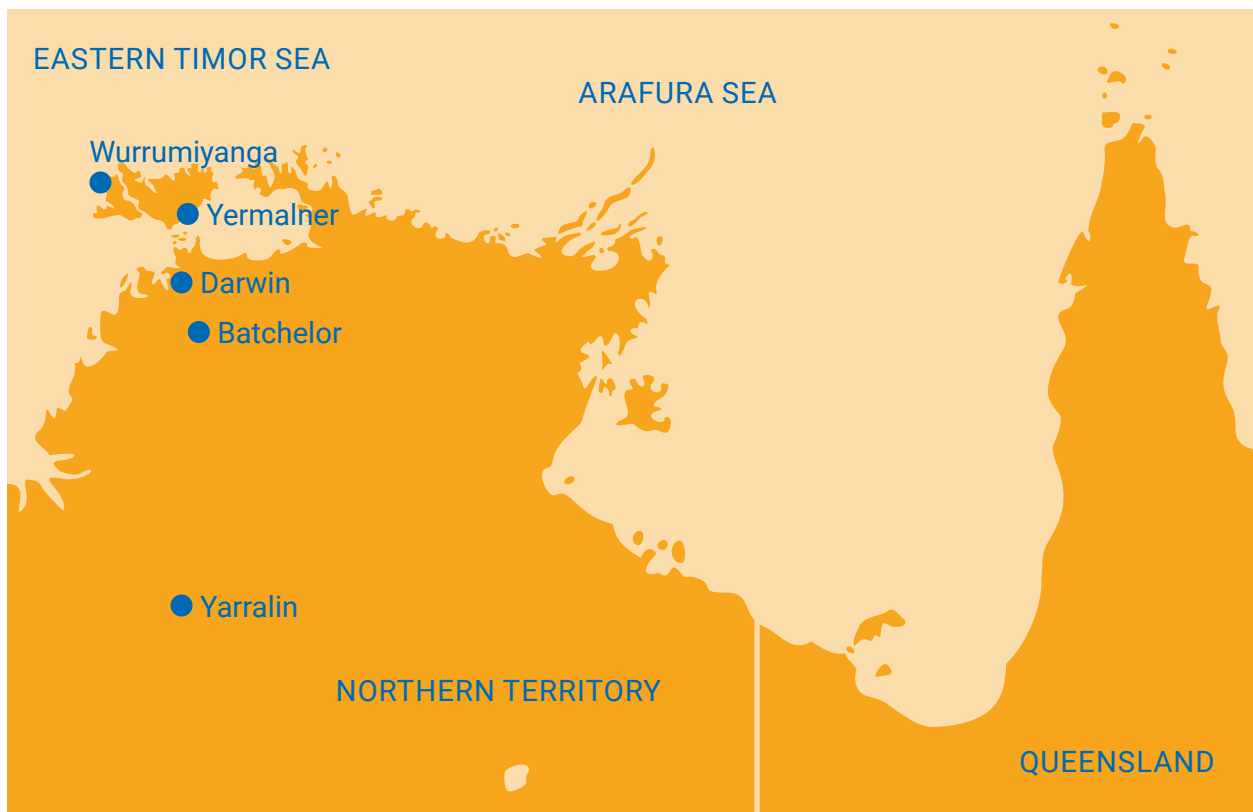 EASTERN TIMOR SEA
ARAFURA SEA
Wurrumiyanga
Yermalner
Darwin
Batchelor
Yarralin
NORTHERN TERRITORY
QUEENSLAND